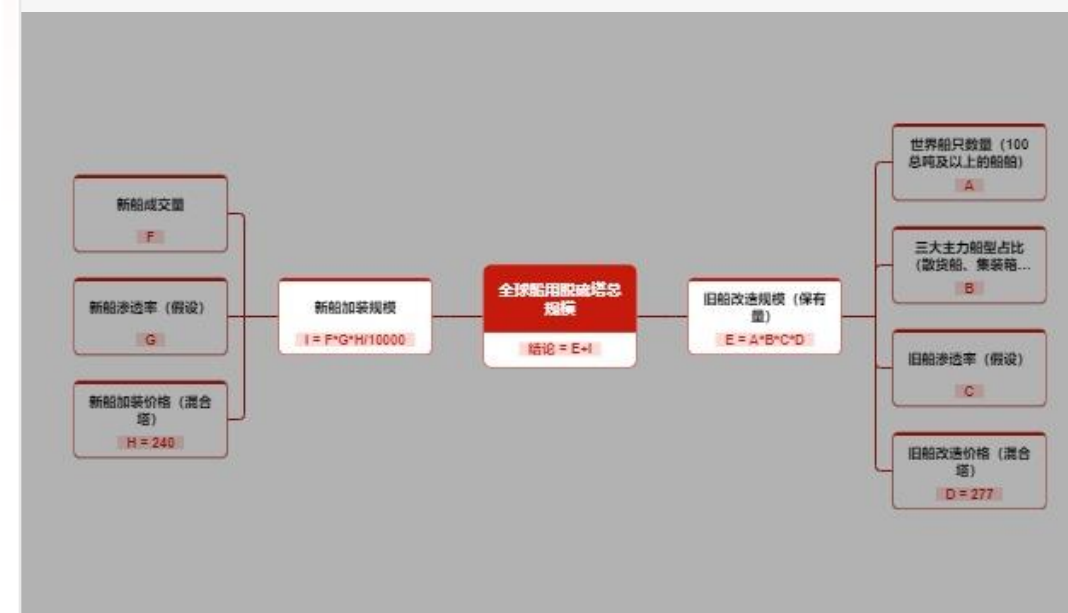 世界船只数量（100
总吨及以上的船舶）
A
新船成交量
F
三大主力船型占比
（散货船、集装箱...
B
全球船用脱硫塔总
规模
结论 = E+I
新船渗透率（假设）
G
新船加装规模
I = F*G*H/10000
旧船改造规模（保有
量）
E = A*B*C*D
旧船渗透率（假设）
C
新船加装价格（混合
塔）
H = 240
旧船改造价格（混合
塔）
D = 277